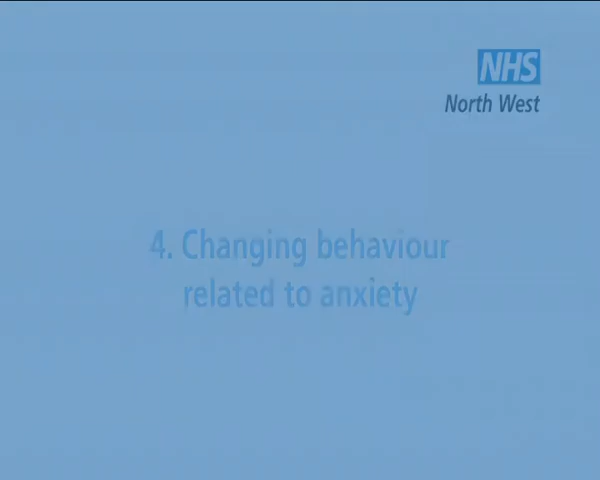 NHS
North West
4. Changing behaviour
related to anxiety